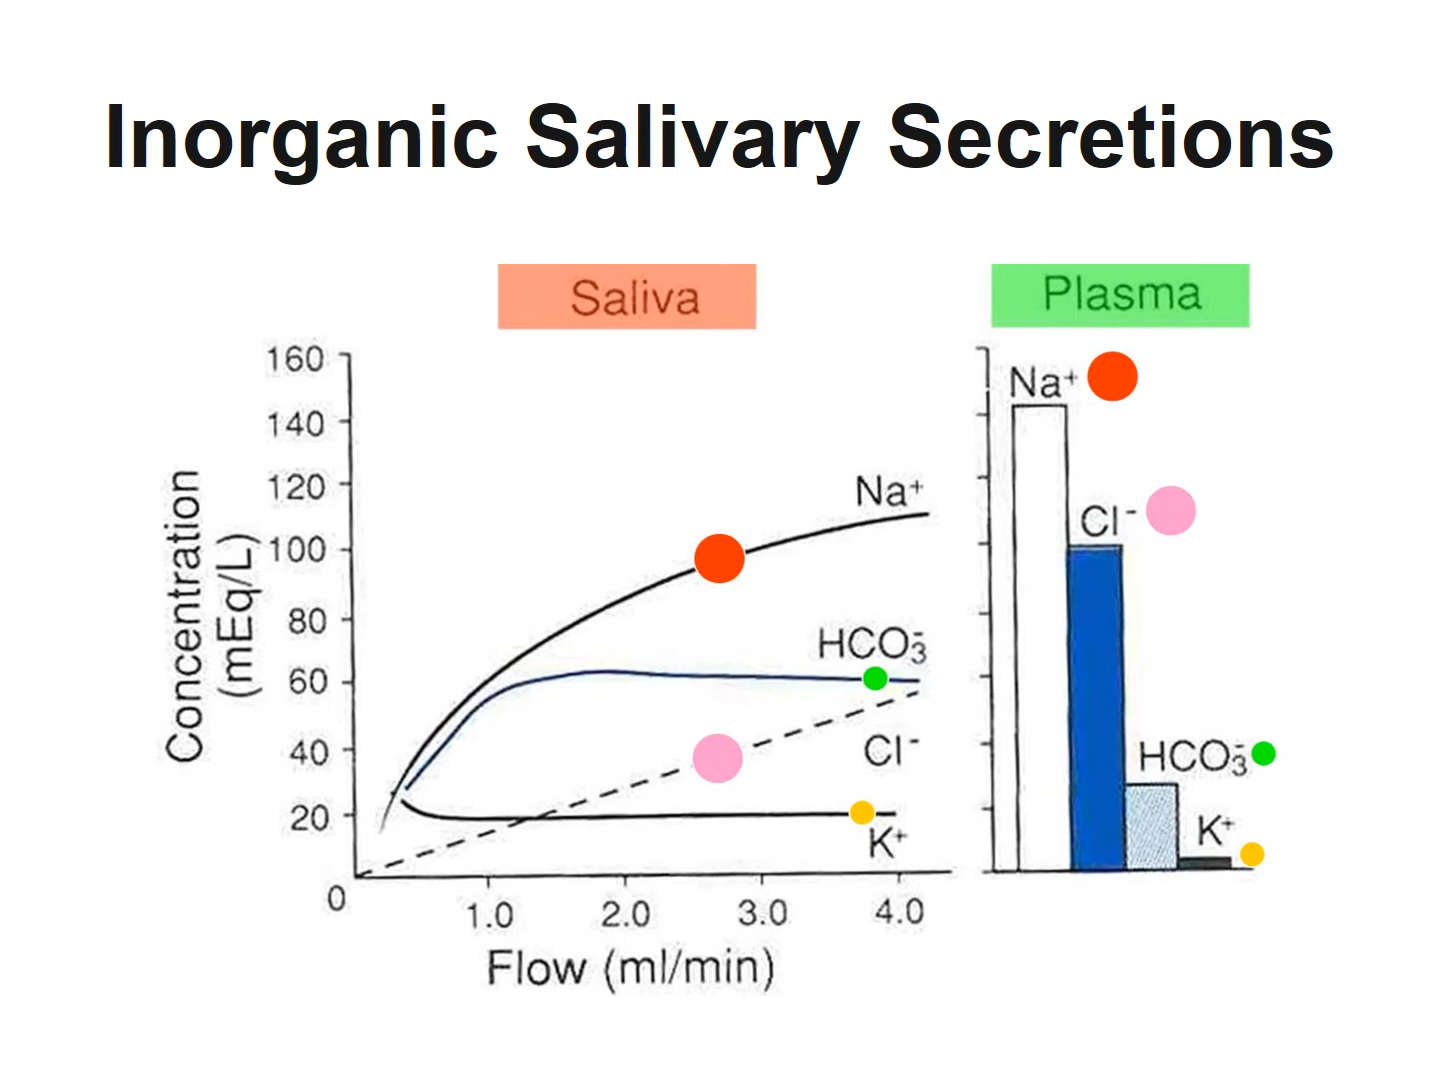 Inorganic Salivary Secretions
Saliva
Plasma
Concentration
(mEq/L)
160
140
120
100
80
60
40
20
0
1.0
2.0
3.0
4.0
Flow (ml/min)
Na⁺
HCO₃⁻
Cl⁻
K⁺
Na⁺
Cl⁻
HCO₃⁻
K⁺